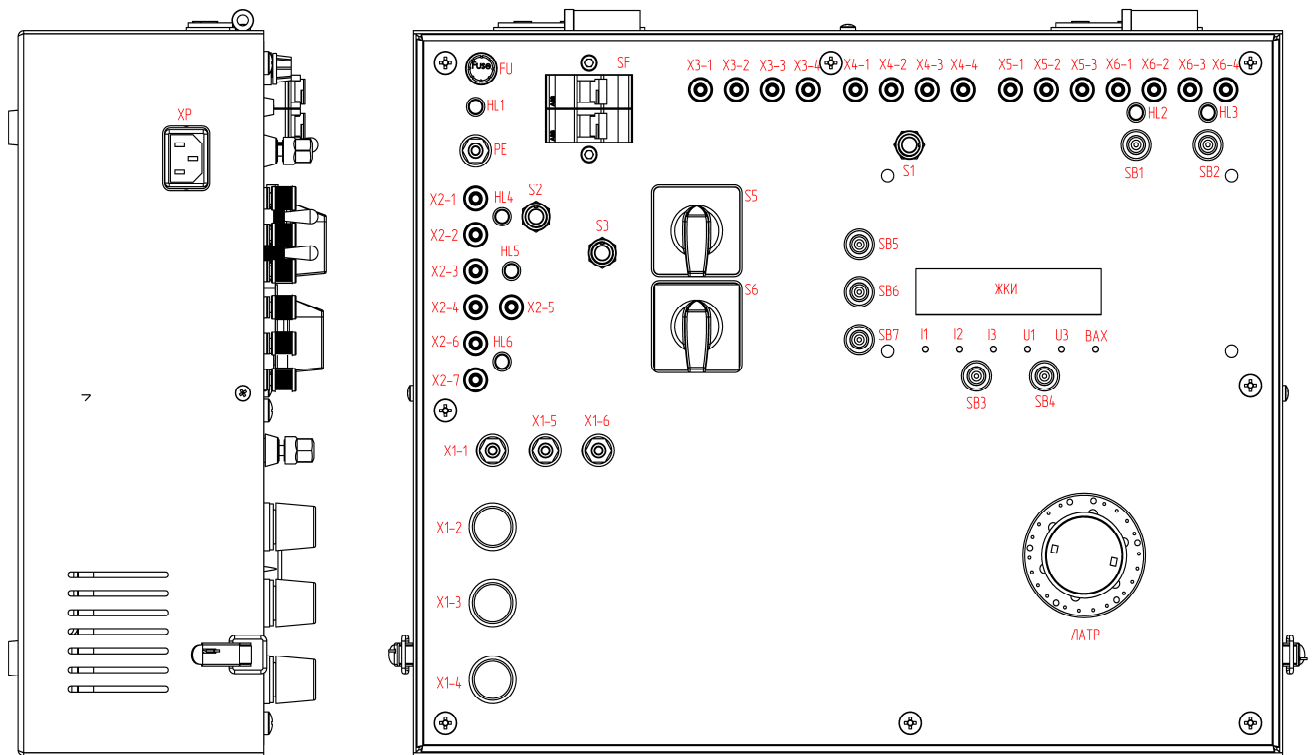 XP
Fuse
FU
SF
X3-1 X3-2 X3-3 X3-4 X4-1 X4-2 X4-3 X4-4 X5-1 X5-2 X5-3 X6-1 X6-2 X6-3 X6-4
HL1
ABB
ABB
HL2
HL3
PE
S1
SB1
SB2
X2-1
HL4
S2
S5
X2-2
S3
SB5
X2-3
HL5
X2-4
X2-5
S6
SB6
ЖКИ
X2-6
HL6
SB7
I1 I2 I3 U1 U3 ВАХ
X2-7
SB3
SB4
X1-1
X1-5
X1-6
X1-2
X1-3
ЛАТР
X1-4